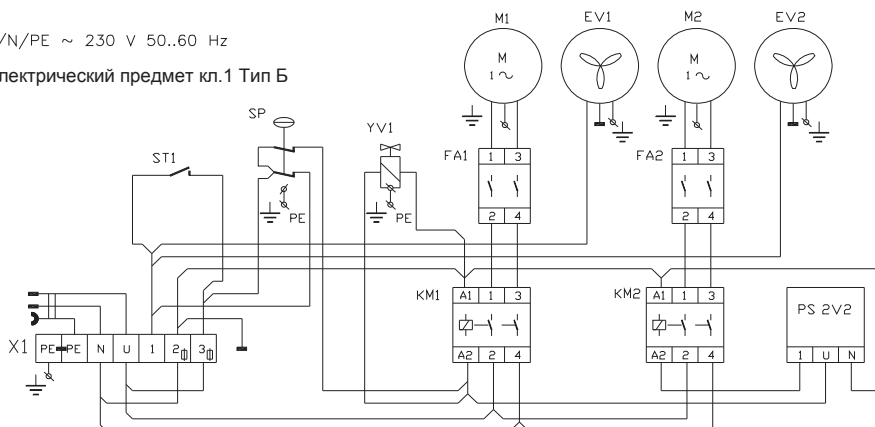 M1 EV1 M2 EV2
/N/PE ~ 230 V 50..60 Hz
лектрический предмет кл.1 Тип Б
M 1~ M 1~
SP
YV1
ST1
FA1 1 3 FA2 1 3
2 4 2 4
PE PE
KM1 A1 1 3 KM2 A1 1 3 PS 2V2
X1 PE PE N U 1 2 3
A2 2 4 A2 2 4 1 U N